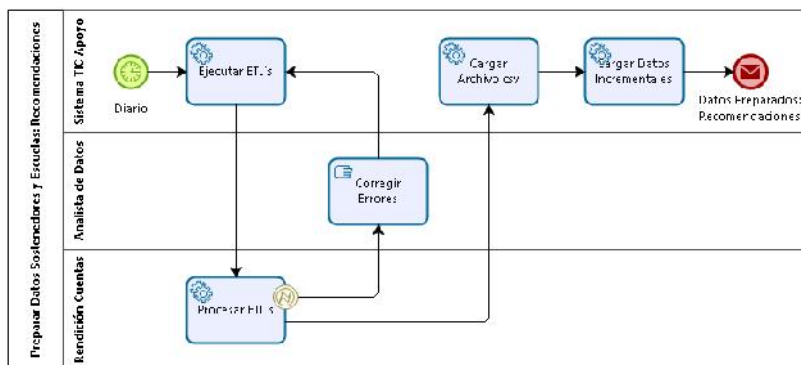 Preparar Datos Sostenedores y Escuelas: Recomendaciones
Sistema TIC Apoyo
Diario
Ejecutar ETL's
Cargar
Archivo csv
Cargar Datos
Incrementales
Datos Preparados:
Recomendaciones
Analista de Datos
Corregir
Errores
Rendición Cuentas
Procesar ETL's